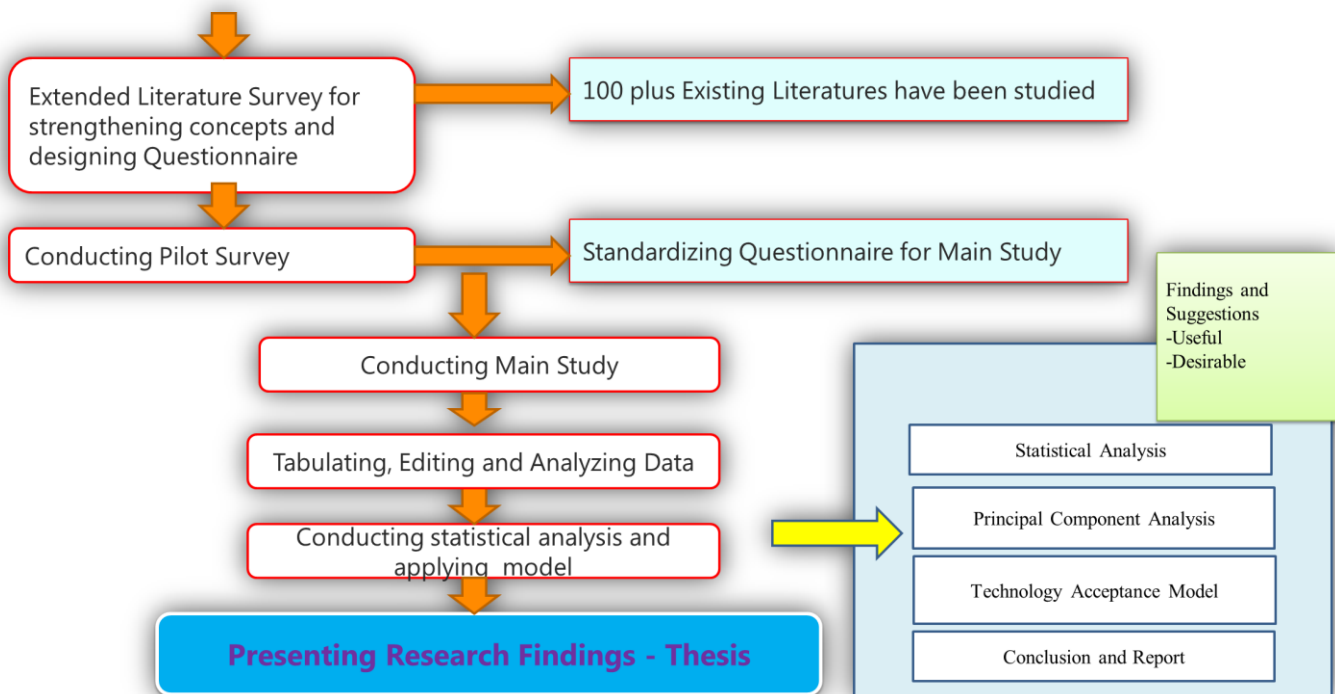 Extended Literature Survey for
strengthening concepts and
designing Questionnaire
100 plus Existing Literatures have been studied
Conducting Pilot Survey
Standardizing Questionnaire for Main Study
Conducting Main Study
Tabulating, Editing and Analyzing Data
Conducting statistical analysis and
applying model
Presenting Research Findings - Thesis
Findings and
Suggestions
-Useful
-Desirable
Statistical Analysis
Principal Component Analysis
Technology Acceptance Model
Conclusion and Report